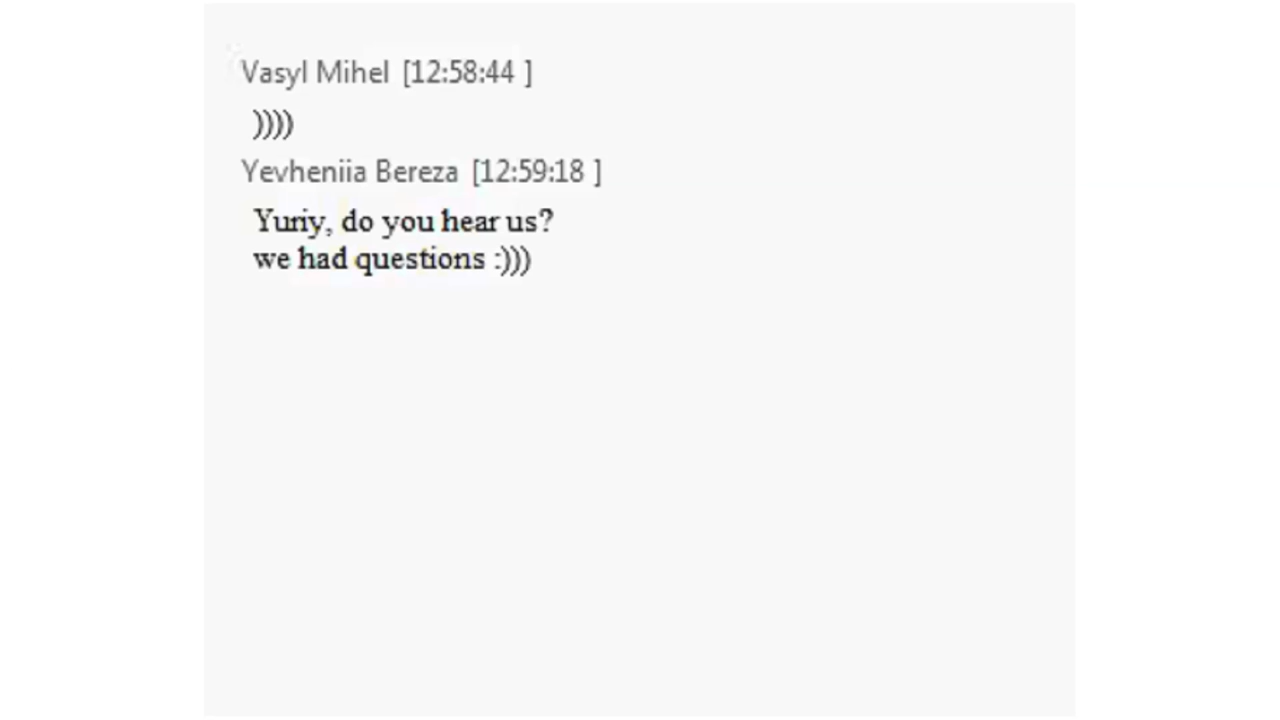 Vasyl Mihel [12:58:44 ]
))))
Yevheniia Bereza [12:59:18 ]
Yuriy, do you hear us?
we had questions :)))